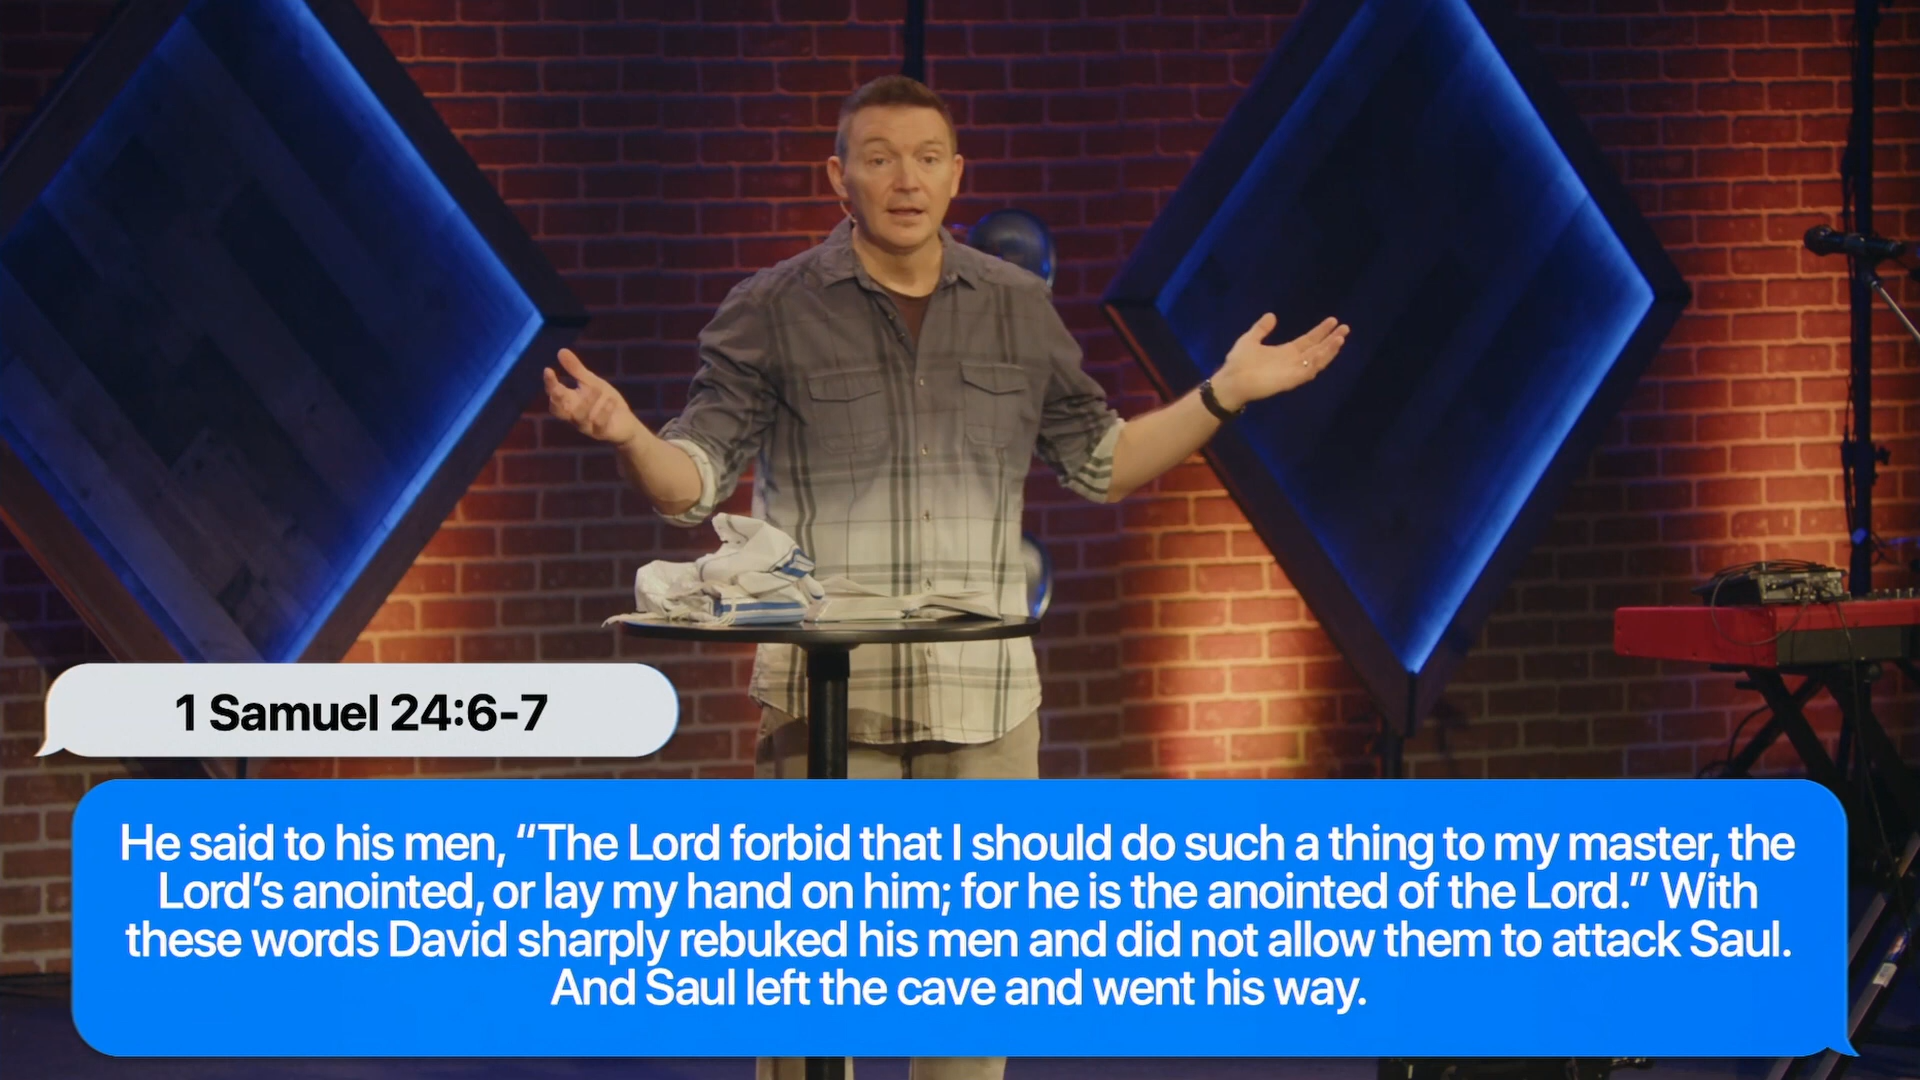 1 Samuel 24:6-7
He said to his men, “The Lord forbid that I should do such a thing to my master, the
Lord’s anointed, or lay my hand on him; for he is the anointed of the Lord.” With
these words David sharply rebuked his men and did not allow them to attack Saul.
And Saul left the cave and went his way.